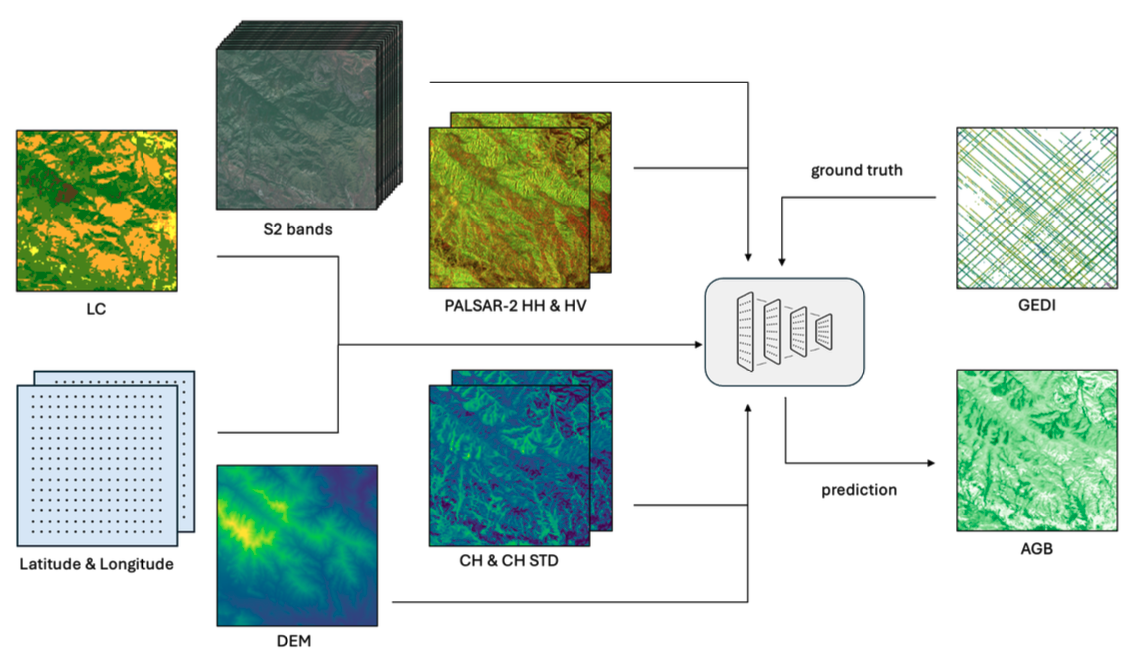 S2 bands
LC
PALSAR-2 HH & HV
ground truth
GEDI
Latitude & Longitude
DEM
CH & CH STD
prediction
AGB